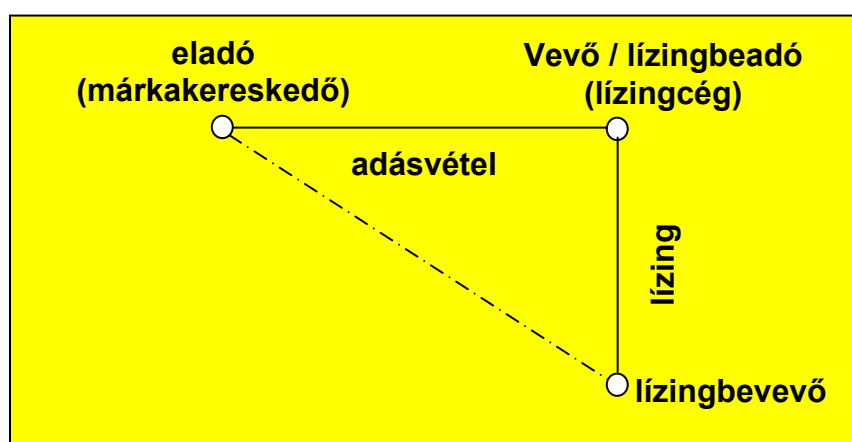 eladó
(márkakereskedő)
Vevő / lízingbeadó
(lízingcég)
adásvétel
lízing
lízingbevevő